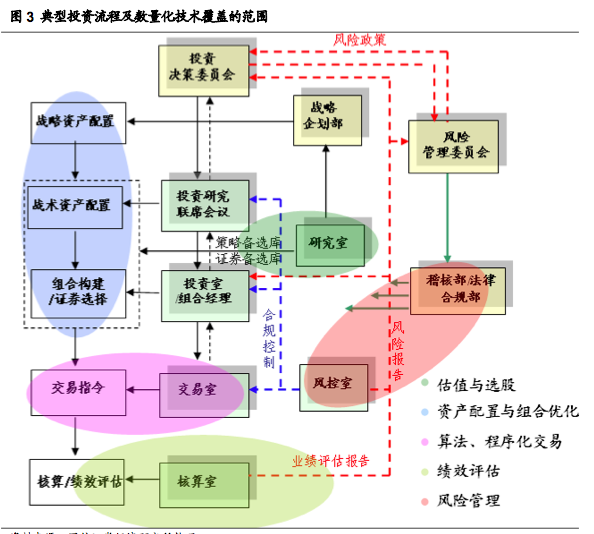 图 3 典型投资流程及数量化技术覆盖的范围
风险政策
投资
决策委员会
战略
企划部
战略资产配置
风险
管理委员会
战术资产配置
投资研究
联席会议
策略备选库
证券备选库
研究室
组合构建
/证券选择
投资室
/组合经理
稽核部/法律
合规部
合规控制
风险报告
交易指令
交易室
风控室
估值与选股
资产配置与组合优化
算法、程序化交易
绩效评估
风险管理
业绩评估报告
核算/绩效评估
核算室